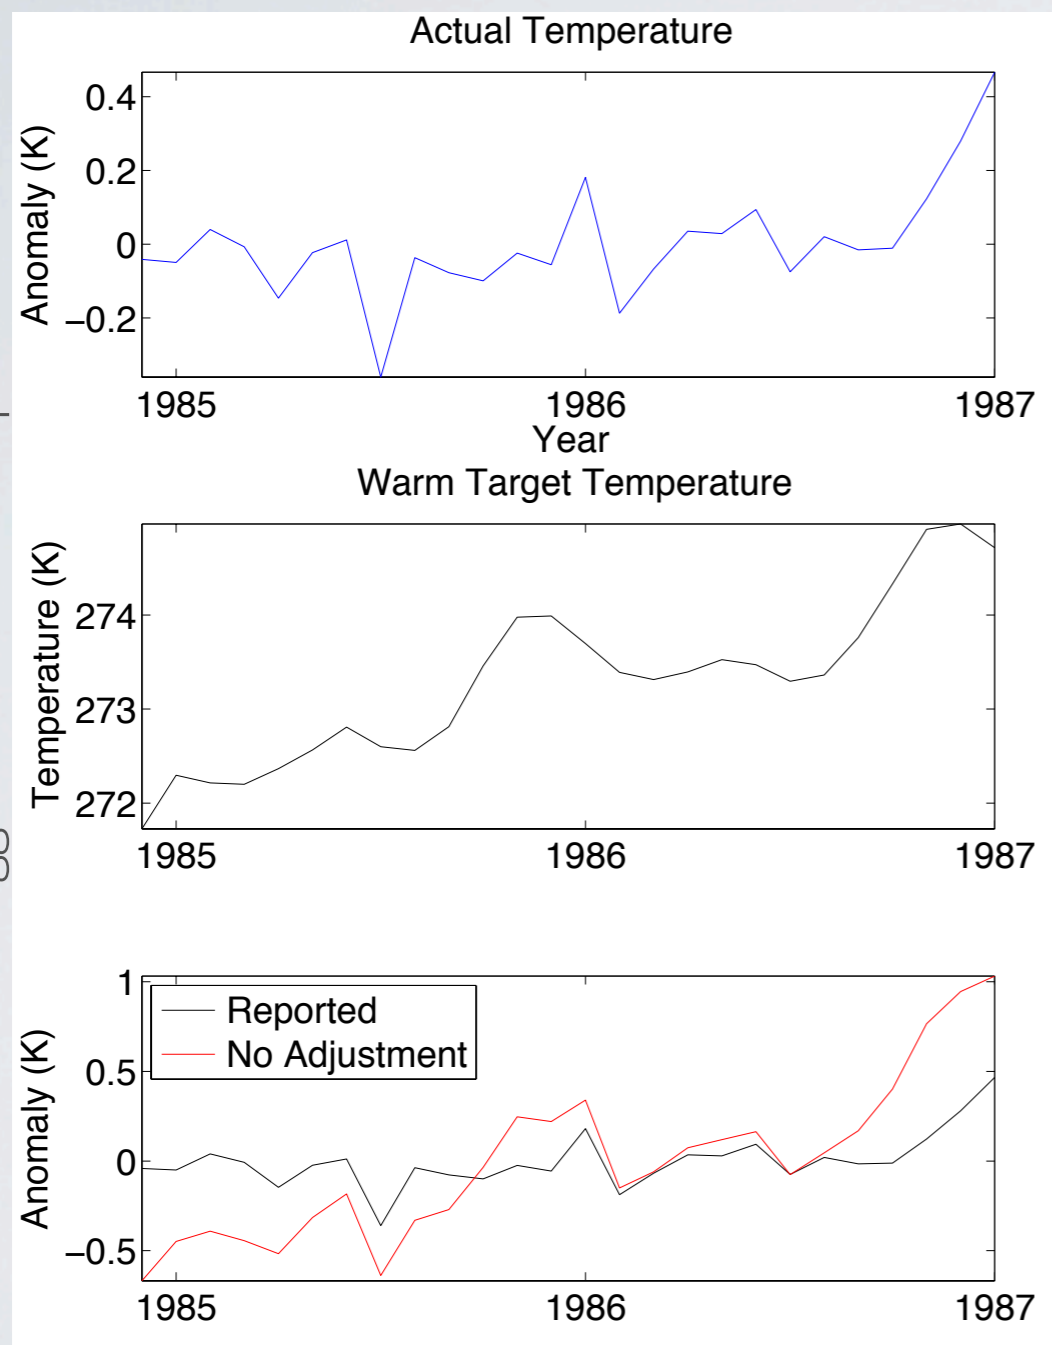 Actual Temperature
Anomaly (K)
0.4
0.2
0
−0.2
1985 1986 1987
Year
Warm Target Temperature
Temperature (K)
274
273
272
1985 1986 1987
Anomaly (K)
1
0.5
0
−0.5
Reported
No Adjustment
1985 1986 1987